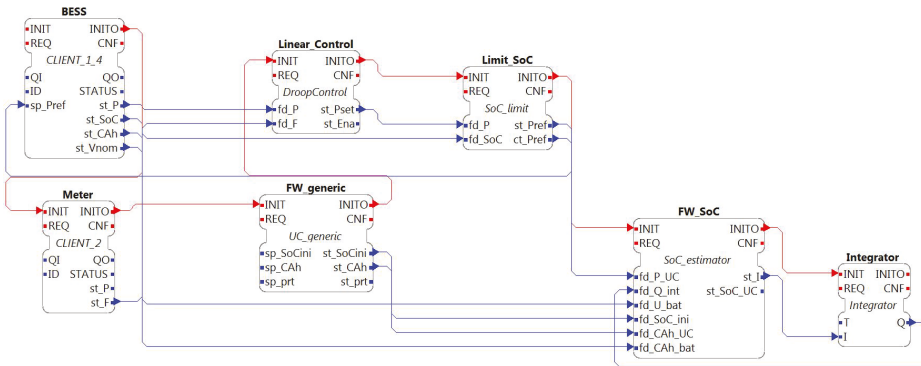 BESS
INIT INITO
REQ CNF
CLIENT_1_4
QI QO
ID STATUS
sp_Pref st_P
st_SoC
st_CAh
st_Vnom
Linear_Control
INIT INITO
REQ CNF
DroopControl
fd_P st_Pset
fd_F st_Ena
Limit_SoC
INIT INITO
REQ CNF
SoC_limit
fd_P st_Pref
fd_SoC ct_Pref
Meter
INIT INITO
REQ CNF
CLIENT_2
QI QO
ID STATUS
st_P
st_F
FW_generic
INIT INITO
REQ CNF
UC_generic
sp_SoCini st_SoCini
sp_CAh st_CAh
sp_prt st_prt
FW_SoC
INIT INITO
REQ CNF
SoC_estimator
fd_P_UC st_I
fd_Q_int st_SoC_UC
fd_U_bat
fd_SoC_ini
fd_CAh_UC
fd_CAh_bat
Integrator
INIT INITO
REQ CNF
Integrator
T Q
I